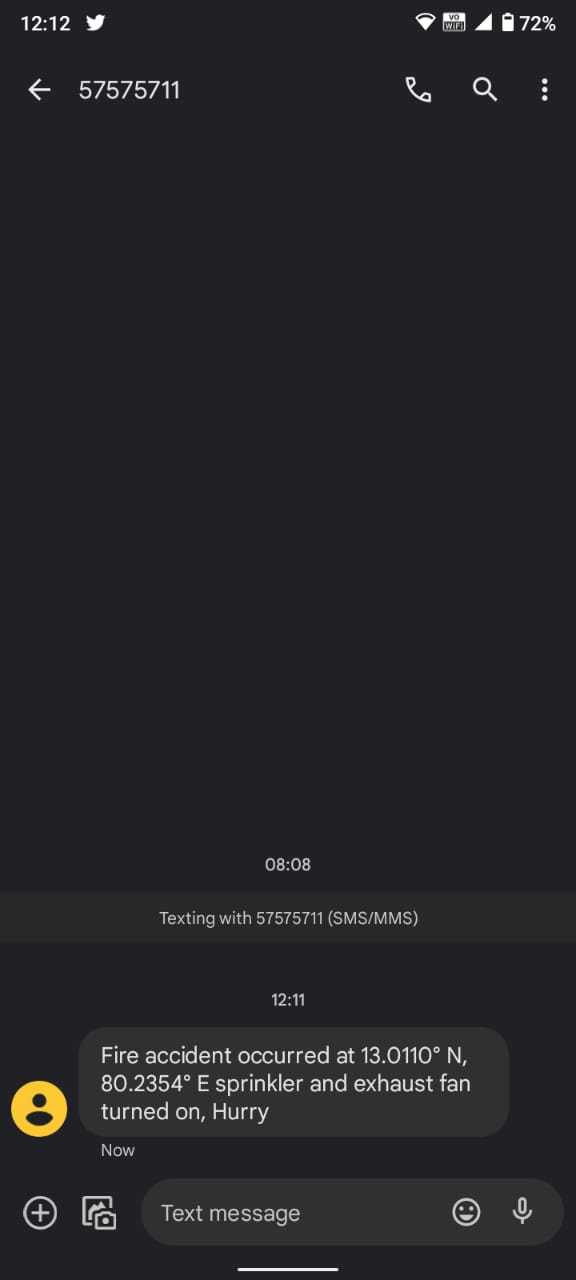 12:12 VO WiFi 72%
57575711
08:08
Texting with 57575711 (SMS/MMS)
12:11
Fire accident occurred at 13.0110° N,
80.2354° E sprinkler and exhaust fan
turned on, Hurry
Now
Text message